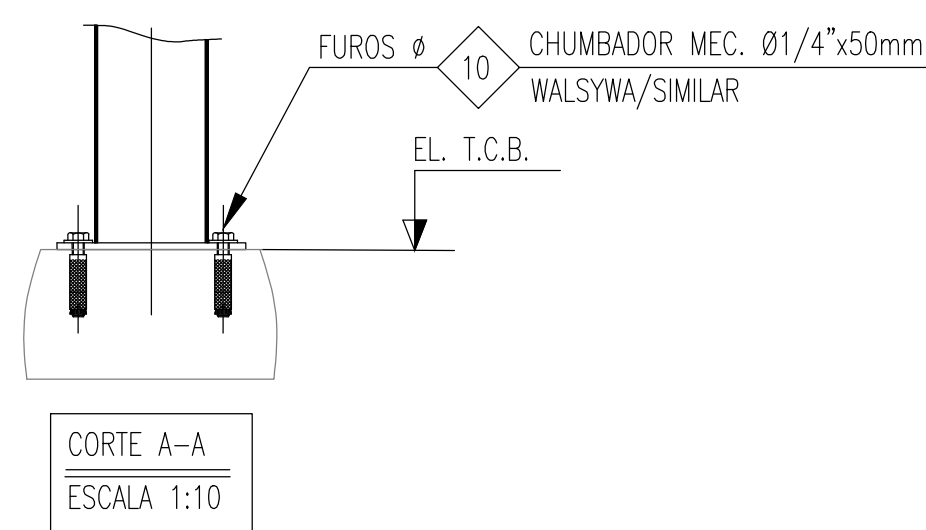 FUROS ø 10 CHUMBADOR MEC. Ø1/4"x50mm
WALSYWA/SIMILAR
EL. T.C.B.
CORTE A-A
ESCALA 1:10